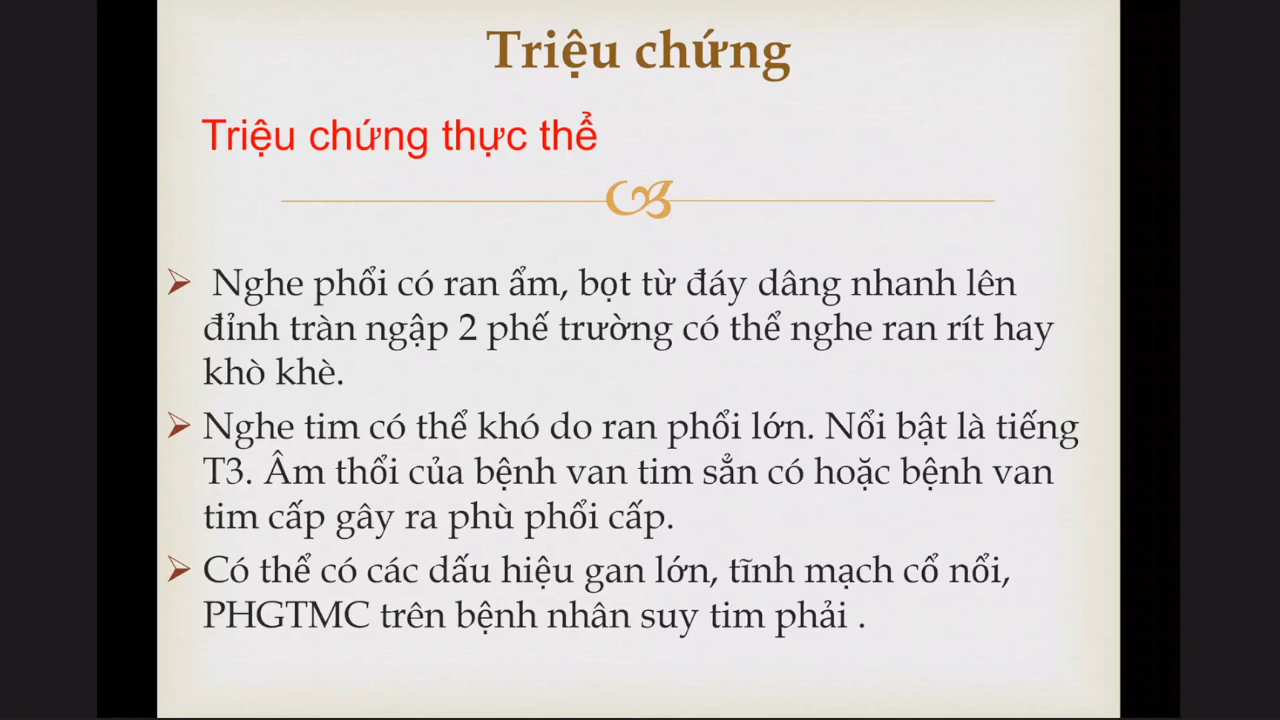 Triệu chứng
Triệu chứng thực thể
Nghe phổi có ran ẩm, bọt từ đáy dâng nhanh lên
đỉnh tràn ngập 2 phế trường có thể nghe ran rít hay
khò khè.
Nghe tim có thể khó do ran phổi lớn. Nổi bật là tiếng
T3. Âm thổi của bệnh van tim sẳn có hoặc bệnh van
tim cấp gây ra phù phổi cấp.
Có thể có các dấu hiệu gan lớn, tĩnh mạch cổ nổi,
PHGTMC trên bệnh nhân suy tim phải .